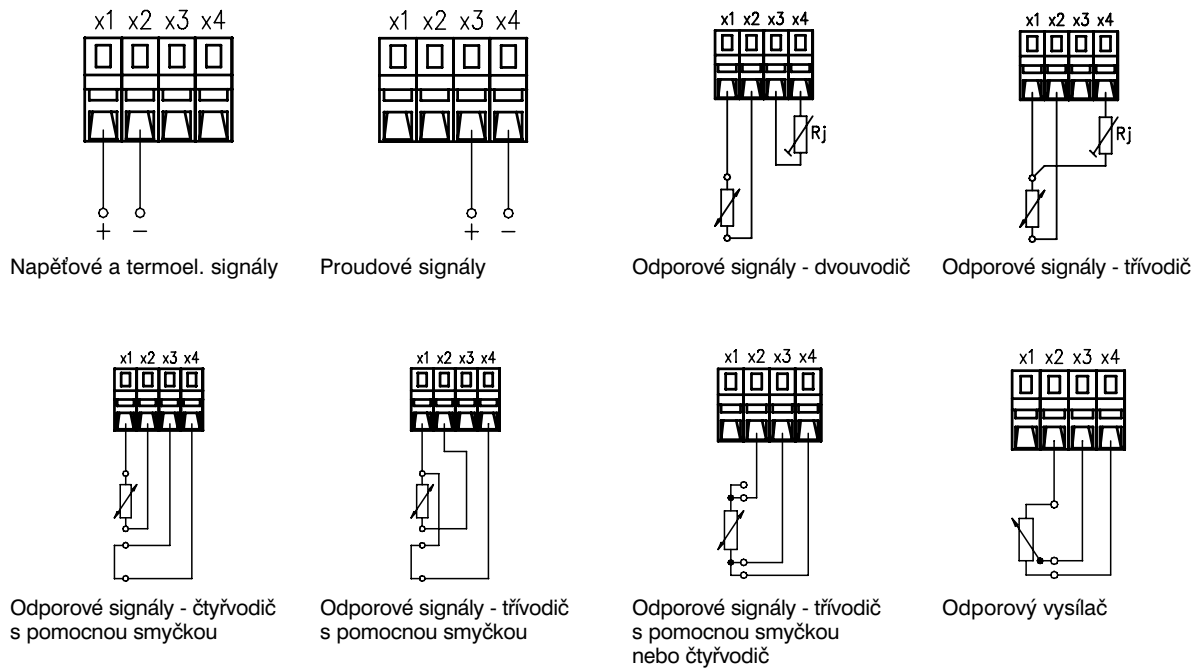 x1 x2 x3 x4
+ −
Napěťové a termoel. signály
x1 x2 x3 x4
+ −
Proudové signály
x1 x2 x3 x4
Rj
Odporové signály - dvouvodič
x1 x2 x3 x4
Rj
Odporové signály - třívodič
x1 x2 x3 x4
Odporové signály - čtyřvodič
s pomocnou smyčkou
x1 x2 x3 x4
Odporové signály - třívodič
s pomocnou smyčkou
x1 x2 x3 x4
Odporové signály - třívodič
s pomocnou smyčkou
nebo čtyřvodič
x1 x2 x3 x4
Odporový vysílač